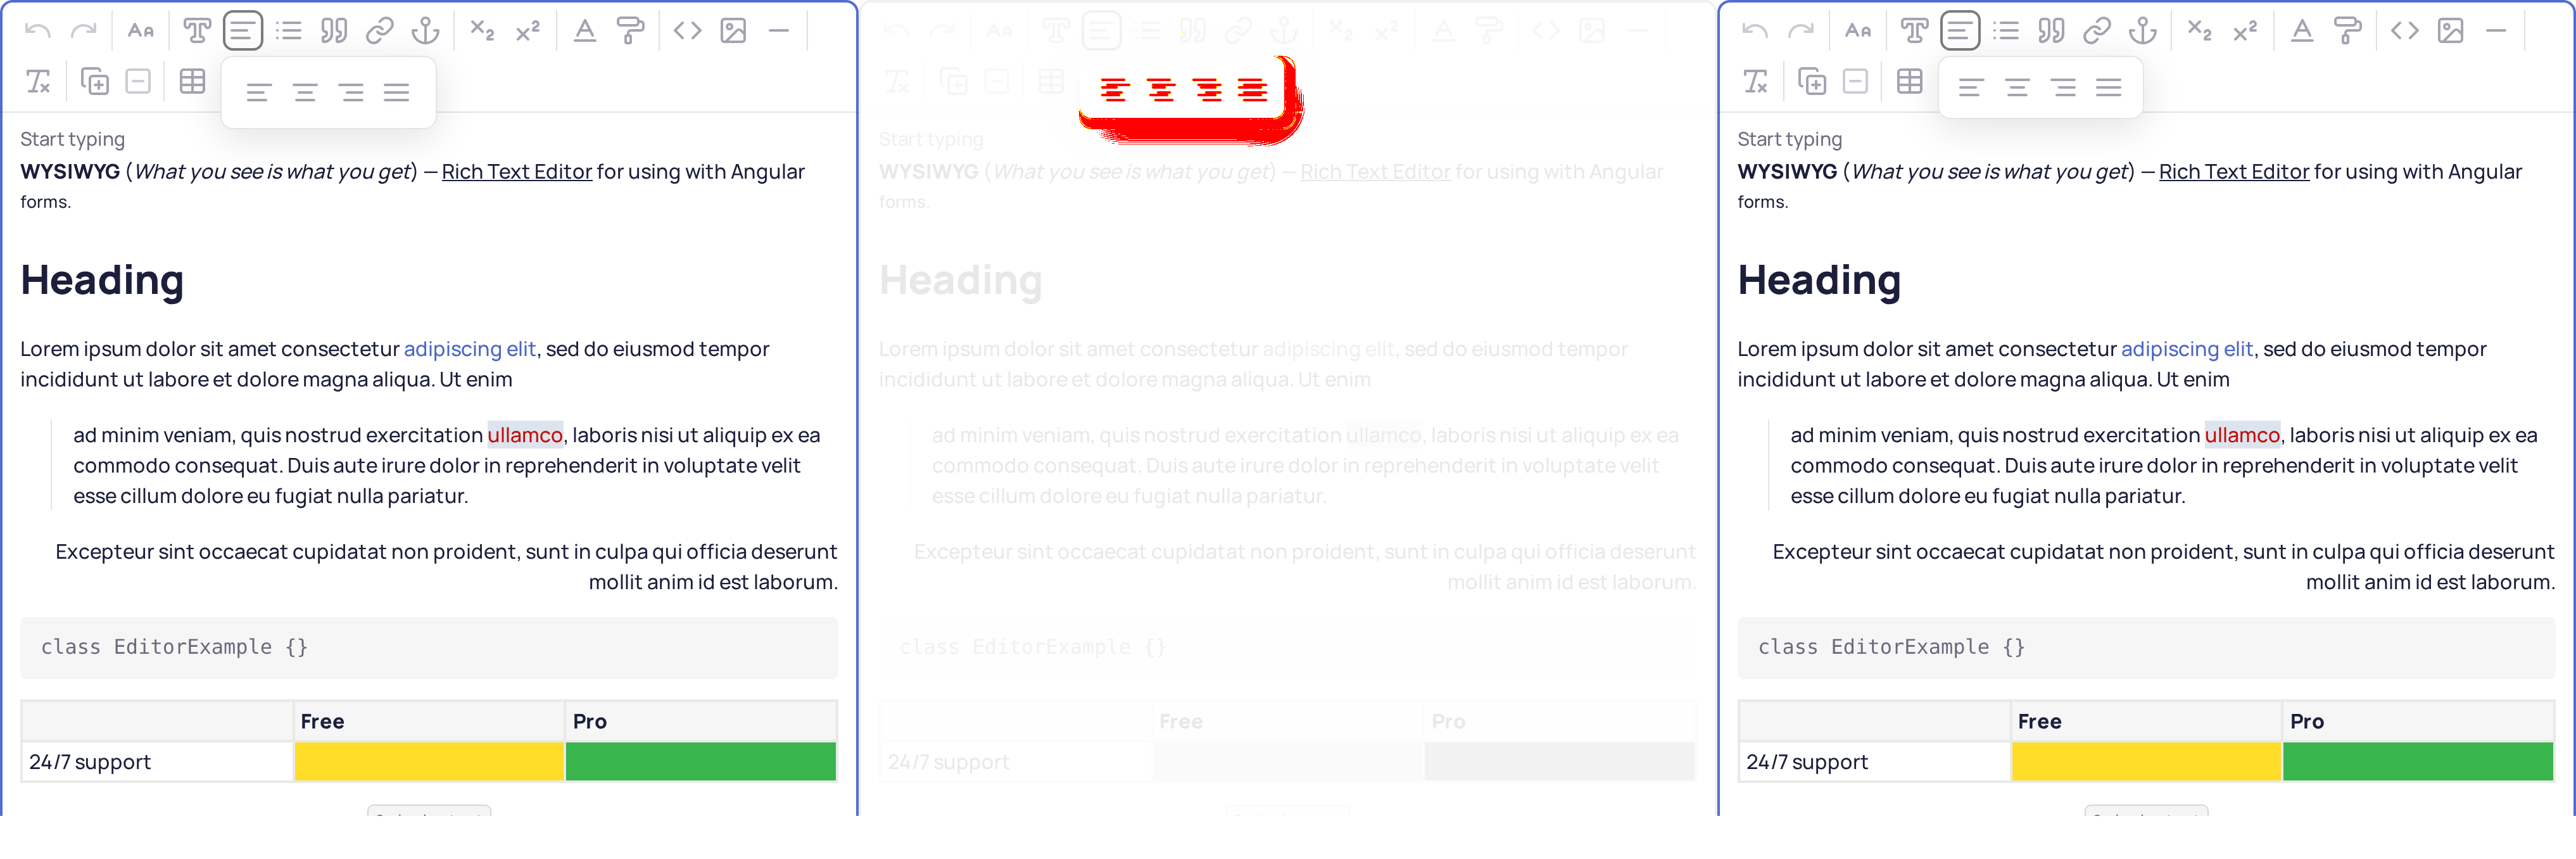 Start typing
WYSIWYG (What you see is what you get) — Rich Text Editor for using with Angular
forms.
Heading
Lorem ipsum dolor sit amet consectetur adipiscing elit, sed do eiusmod tempor
incididunt ut labore et dolore magna aliqua. Ut enim
ad minim veniam, quis nostrud exercitation ullamco, laboris nisi ut aliquip ex ea
commodo consequat. Duis aute irure dolor in reprehenderit in voluptate velit
esse cillum dolore eu fugiat nulla pariatur.
Excepteur sint occaecat cupidatat non proident, sunt in culpa qui officia deserunt
mollit anim id est laborum.
class EditorExample {}
Free Pro
24/7 support
Start typing
WYSIWYG (What you see is what you get) — Rich Text Editor for using with Angular
forms.
Heading
Lorem ipsum dolor sit amet consectetur adipiscing elit, sed do eiusmod tempor
incididunt ut labore et dolore magna aliqua. Ut enim
ad minim veniam, quis nostrud exercitation ullamco, laboris nisi ut aliquip ex ea
commodo consequat. Duis aute irure dolor in reprehenderit in voluptate velit
esse cillum dolore eu fugiat nulla pariatur.
Excepteur sint occaecat cupidatat non proident, sunt in culpa qui officia deserunt
mollit anim id est laborum.
class EditorExample {}
Free Pro
24/7 support
Start typing
WYSIWYG (What you see is what you get) — Rich Text Editor for using with Angular
forms.
Heading
Lorem ipsum dolor sit amet consectetur adipiscing elit, sed do eiusmod tempor
incididunt ut labore et dolore magna aliqua. Ut enim
ad minim veniam, quis nostrud exercitation ullamco, laboris nisi ut aliquip ex ea
commodo consequat. Duis aute irure dolor in reprehenderit in voluptate velit
esse cillum dolore eu fugiat nulla pariatur.
Excepteur sint occaecat cupidatat non proident, sunt in culpa qui officia deserunt
mollit anim id est laborum.
class EditorExample {}
Free Pro
24/7 support